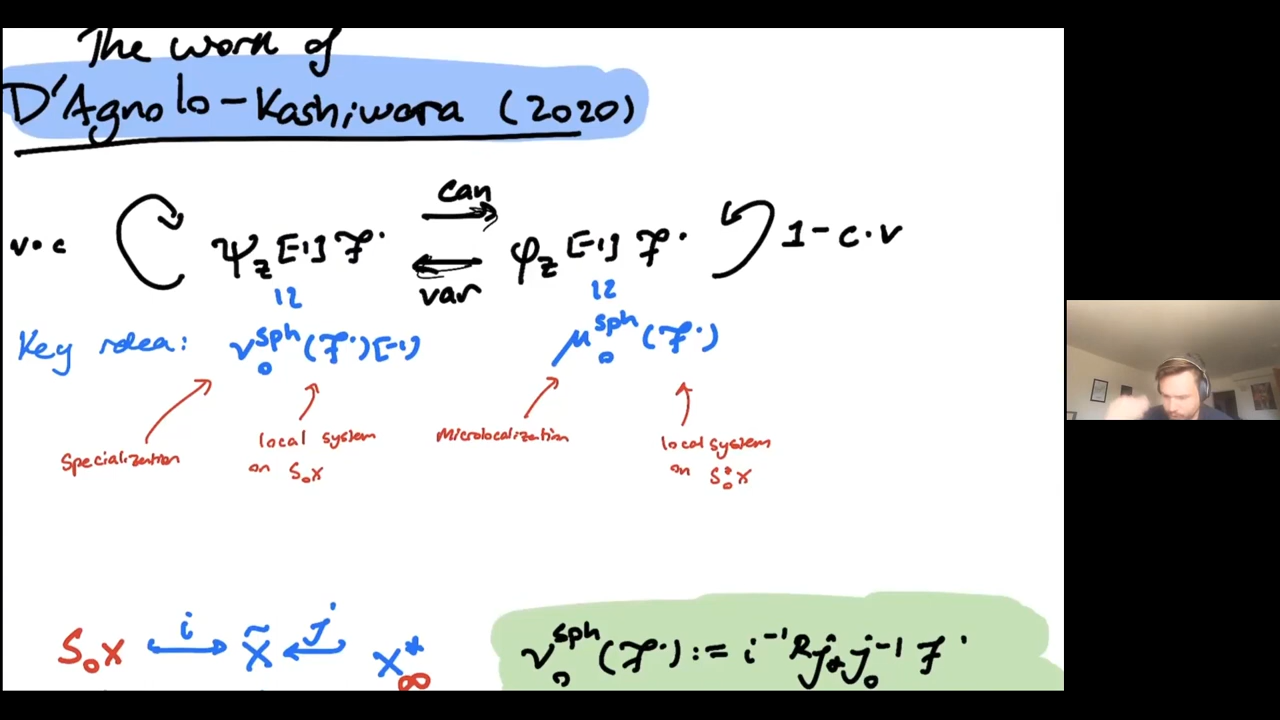 The work of
D'Agnolo-Kashiwara (2020)
can
v∘c ψ_z[-1]ℱ^• φ_z[-1]ℱ^• 1-c∘v
var
≀≀ ≀≀
Key idea: ν_0^{sph}(ℱ^•)[-1] μ_0^{sph}(ℱ^•)
Specialization local system on S_0X Microlocalization local system on S_0^*X
S_0X i X̃ j X^*_∞ ν_0^{sph}(ℱ^•) := i^{-1}Rj_*j_0^{-1}ℱ^•